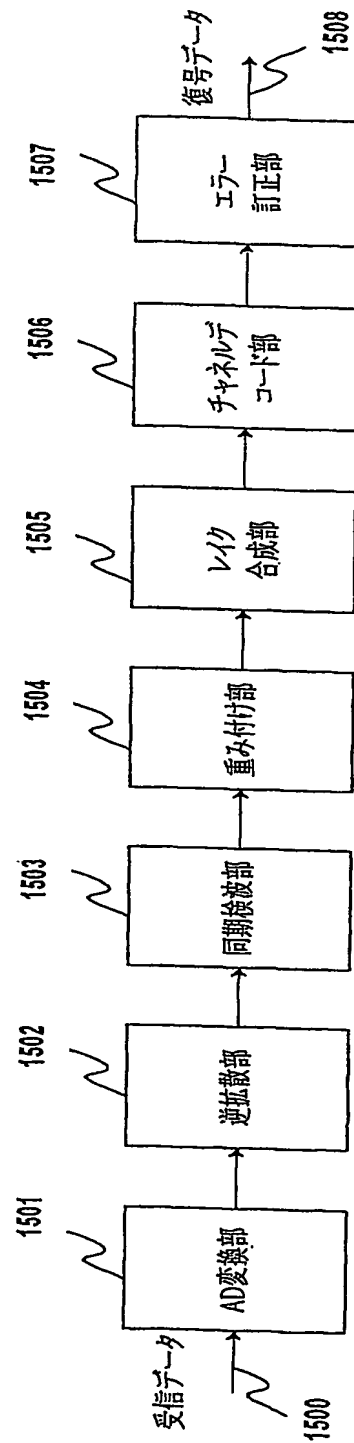 受信データ
1500
1501
AD変換部
1502
逆拡散部
1503
同期検波部
1504
重み付け部
1505
レイク
合成部
1506
チャネルデ
コード部
1507
エラー
訂正部
復号データ
1508